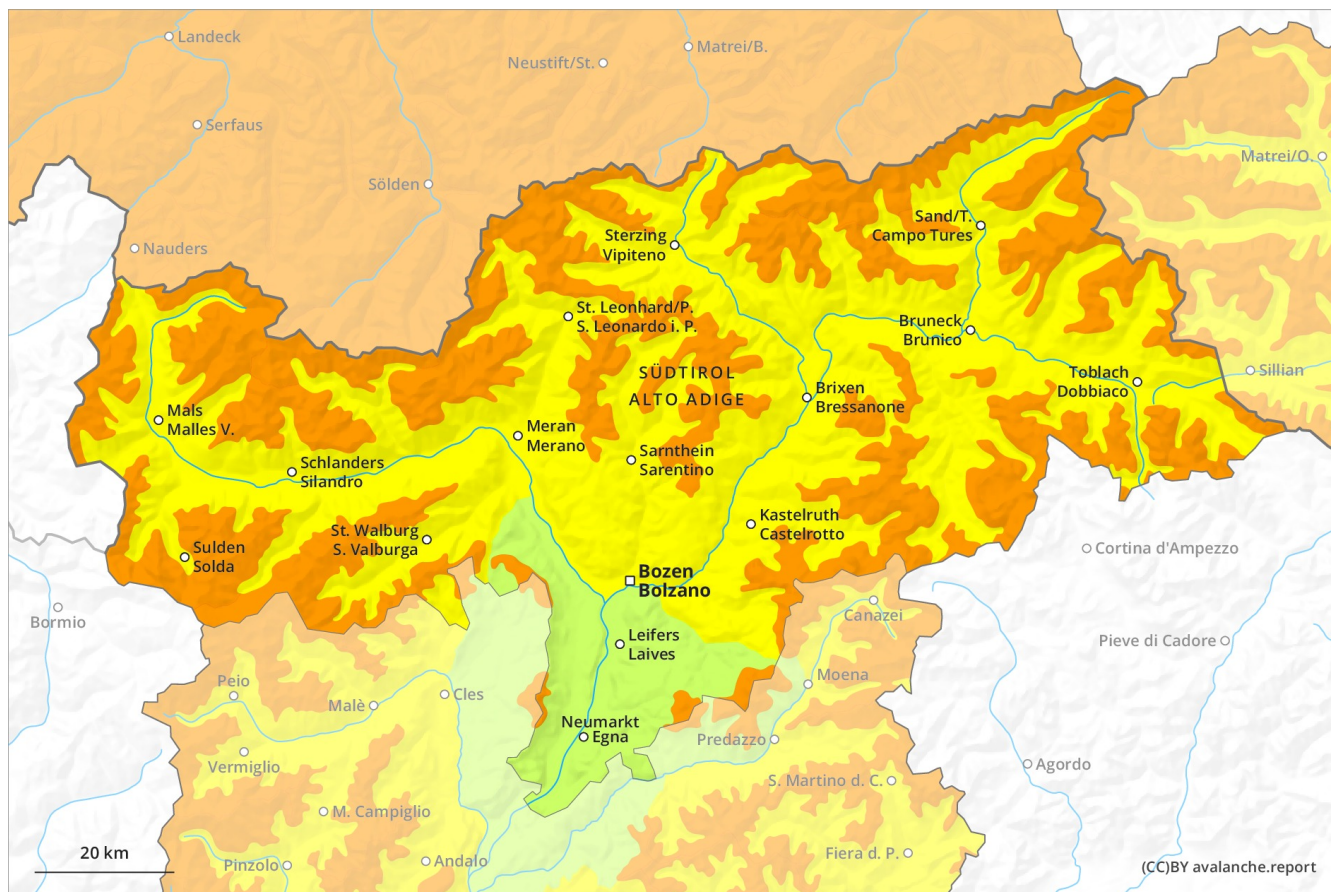 Landeck
Matrei/B.
Neustift/St.
Serfaus
Matrei/O.
Sölden
Sand/T.
Campo Tures
Sterzing
Vipiteno
Nauders
St. Leonhard/P.
S. Leonardo i. P.
Bruneck
Brunico
SÜDTIROL
ALTO ADIGE
Toblach
Dobbiaco
Sillian
Brixen
Bressanone
Mals
Malles V.
Meran
Merano
Sarnthein
Sarentino
Schlanders
Silandro
Kastelruth
Castelrotto
St. Walburg
S. Valburga
Sulden
Solda
Cortina d'Ampezzo
Bozen
Bolzano
Bormio
Canazei
Leifers
Laives
Pieve di Cadore
Peio
Moena
Cles
Malè
Neumarkt
Egna
Predazzo
Vermiglio
Agordo
S. Martino d. C.
M. Campiglio
20 km
Fiera d. P.
Andalo
Pinzolo
(CC)BY avalanche.report